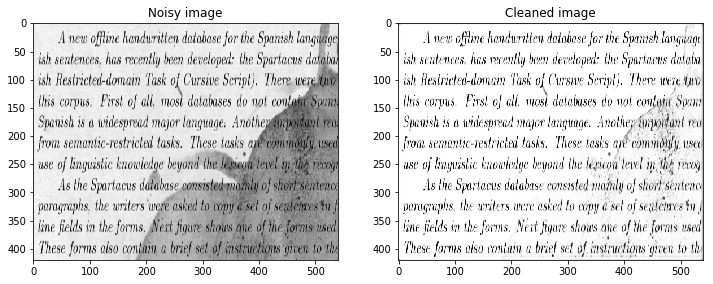 Noisy image
0
50
100
150
200
250
300
350
400
0 100 200 300 400 500
A new offline handwritten database for the Spanish language
ish sentences, has recently been developed: the Spartacus databa
ish Restricted-domain Task of Cursive Script). There were two
this corpus. First of all, most databases do not contain Spani
Spanish is a widespread major language. Another important rea
from semantic-restricted tasks. These tasks are commonly used
use of linguistic knowledge beyond the lexicon level in the recog
As the Spartacus database consisted mainly of short sentence
paragraphs, the writers were asked to copy a set of sentences in f
line fields in the forms. Next figure shows one of the forms used
These forms also contain a brief set of instructions given to the
Cleaned image
0
50
100
150
200
250
300
350
400
0 100 200 300 400 500
A new offline handwritten database for the Spanish language
ish sentences, has recently been developed: the Spartacus databa
ish Restricted-domain Task of Cursive Script). There were two
this corpus. First of all, most databases do not contain Spani
Spanish is a widespread major language. Another important rea
from semantic-restricted tasks. These tasks are commonly used
use of linguistic knowledge beyond the lexicon level in the recog
As the Spartacus database consisted mainly of short sentence
paragraphs, the writers were asked to copy a set of sentences in f
line fields in the forms. Next figure shows one of the forms used
These forms also contain a brief set of instructions given to the